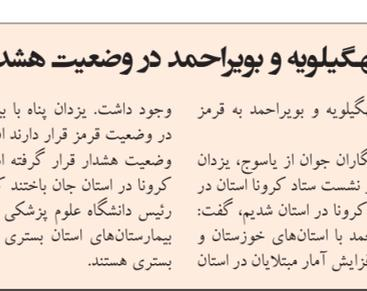 هگیلویه و بویراحمد در وضعیت هشد
هگیلویه و بویراحمد به قرمز
گاران جوان از یاسوج، یزدان
نشست ستاد کرونا استان در
کرونا در استان شدیم، گفت:
حمد با استان‌های خوزستان و
فزایش آمار مبتلایان در استان
وجود داشت. یزدان پناه با بی
در وضعیت قرمز قرار دارند
وضعیت هشدار قرار گرفته
کرونا در استان جان باختند
رئیس دانشگاه علوم پزشکی
بیمارستان‌های استان بستری
بستری هستند.